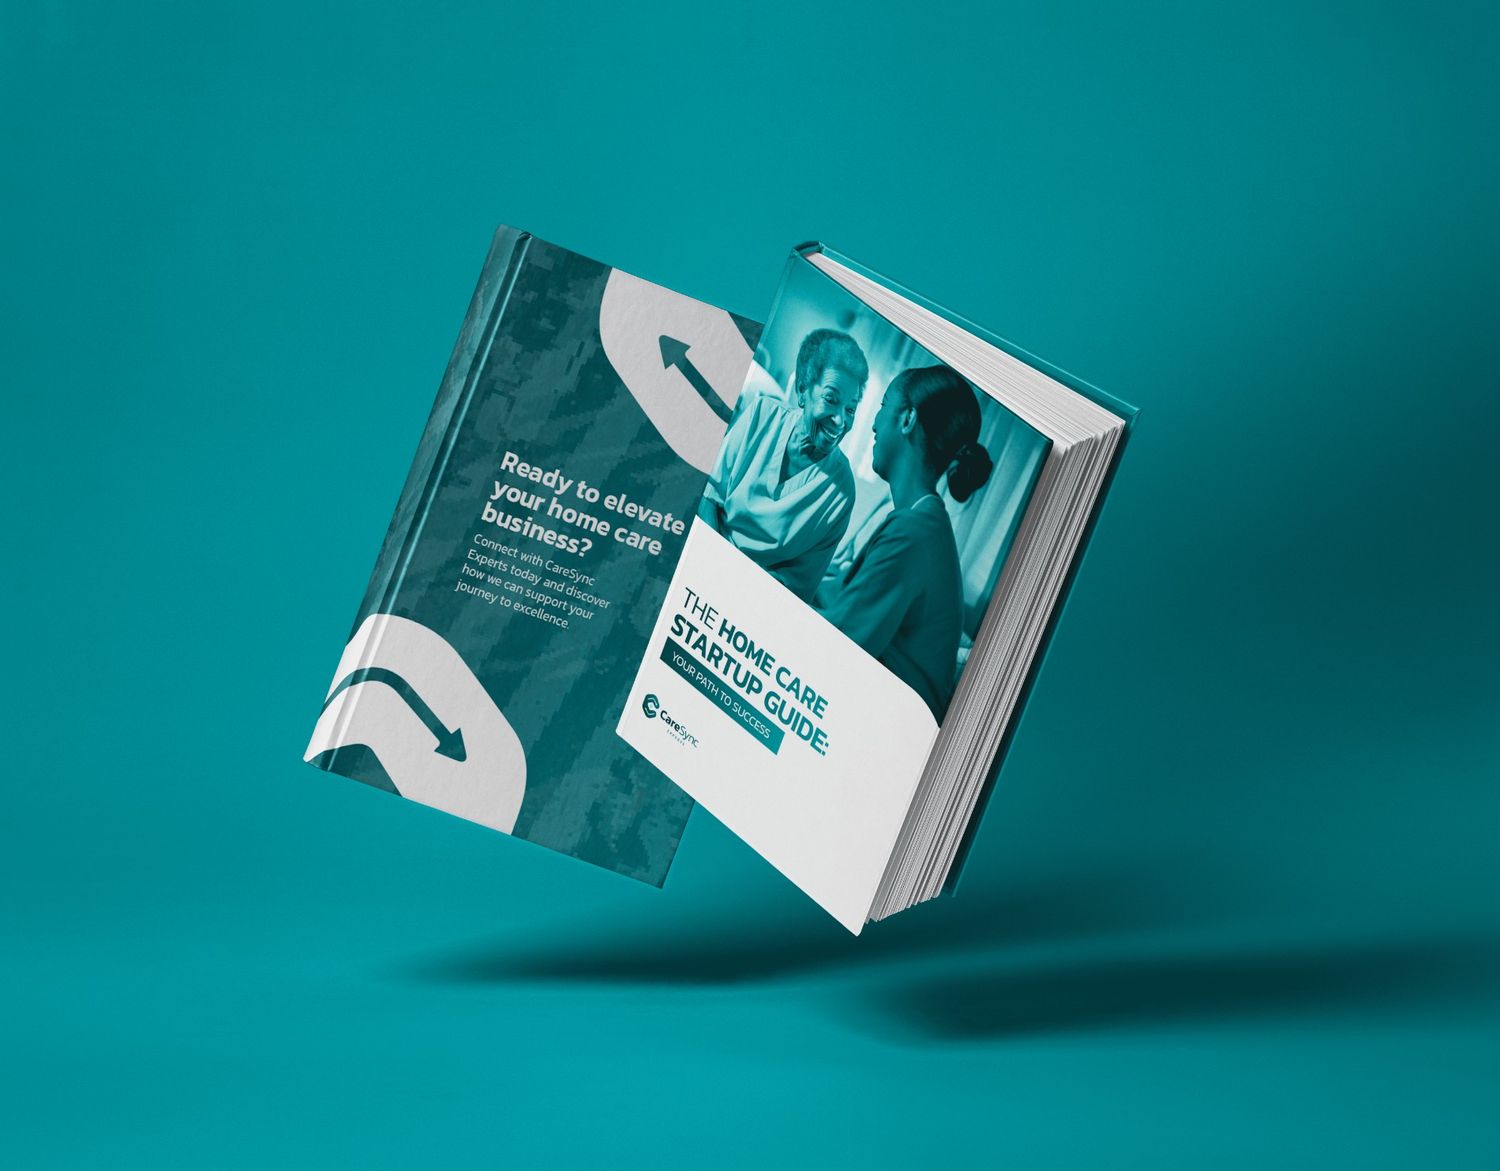 Ready to elevate
your home care
business?
Connect with CareSync
Experts today and discover
how we can support your
journey to excellence.
THE HOME CARE
STARTUP GUIDE:
YOUR PATH TO SUCCESS
CareSync
EXPERTS